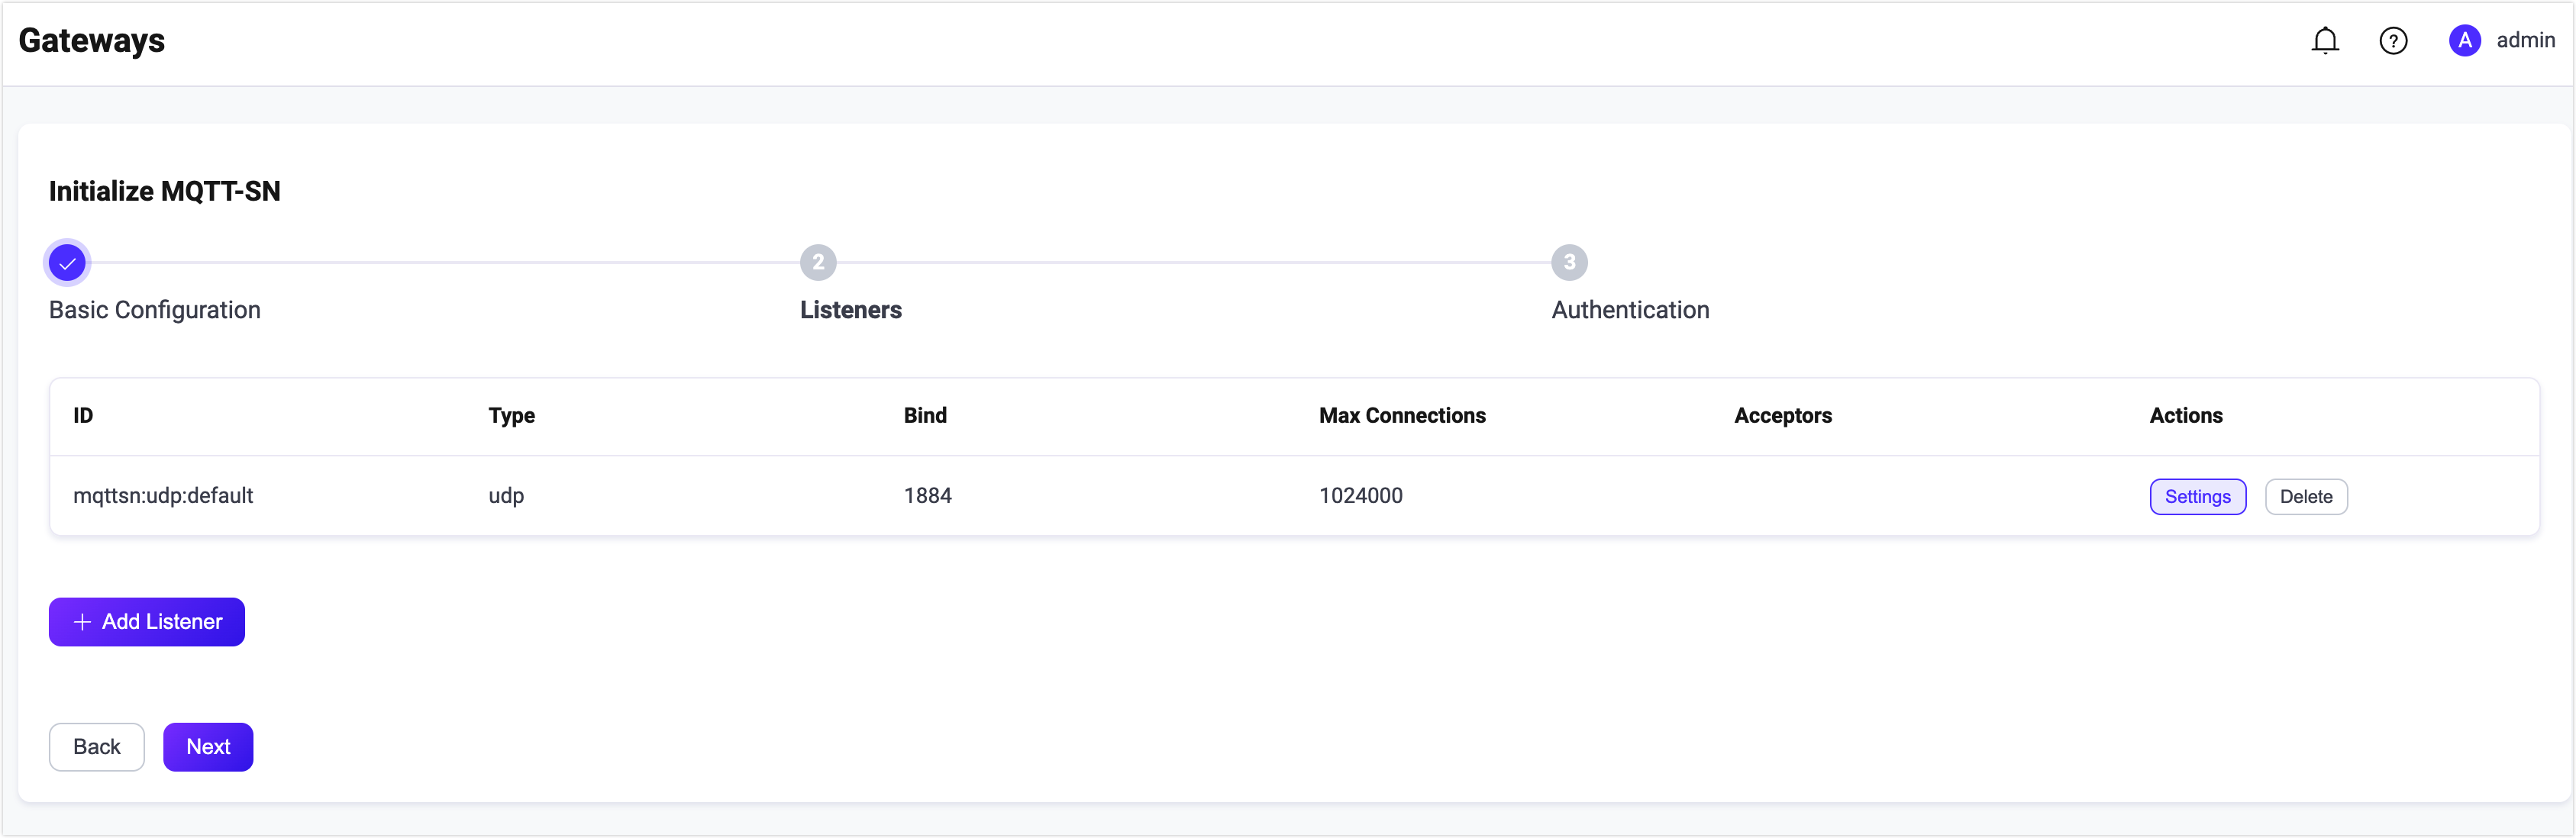 Gateways
? A admin
Initialize MQTT-SN
2 3
Basic Configuration Listeners Authentication
ID Type Bind Max Connections Acceptors Actions
mqttsn:udp:default udp 1884 1024000 Settings Delete
+ Add Listener
Back Next